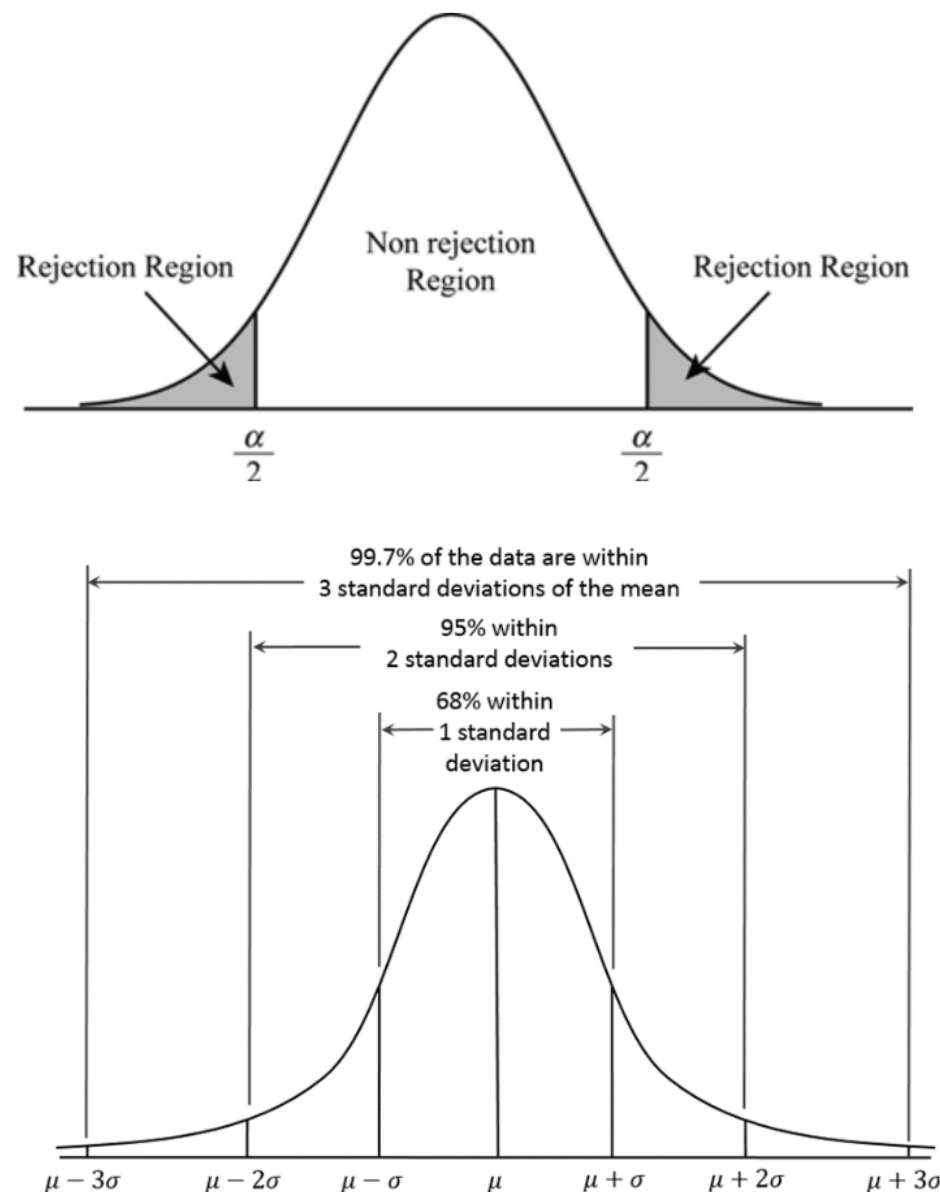 Non rejection
Region
Rejection Region
Rejection Region
α
2
α
2
99.7% of the data are within
3 standard deviations of the mean
95% within
2 standard deviations
68% within
1 standard
deviation
μ − 3σ
μ − 2σ
μ − σ
μ
μ + σ
μ + 2σ
μ + 3σ